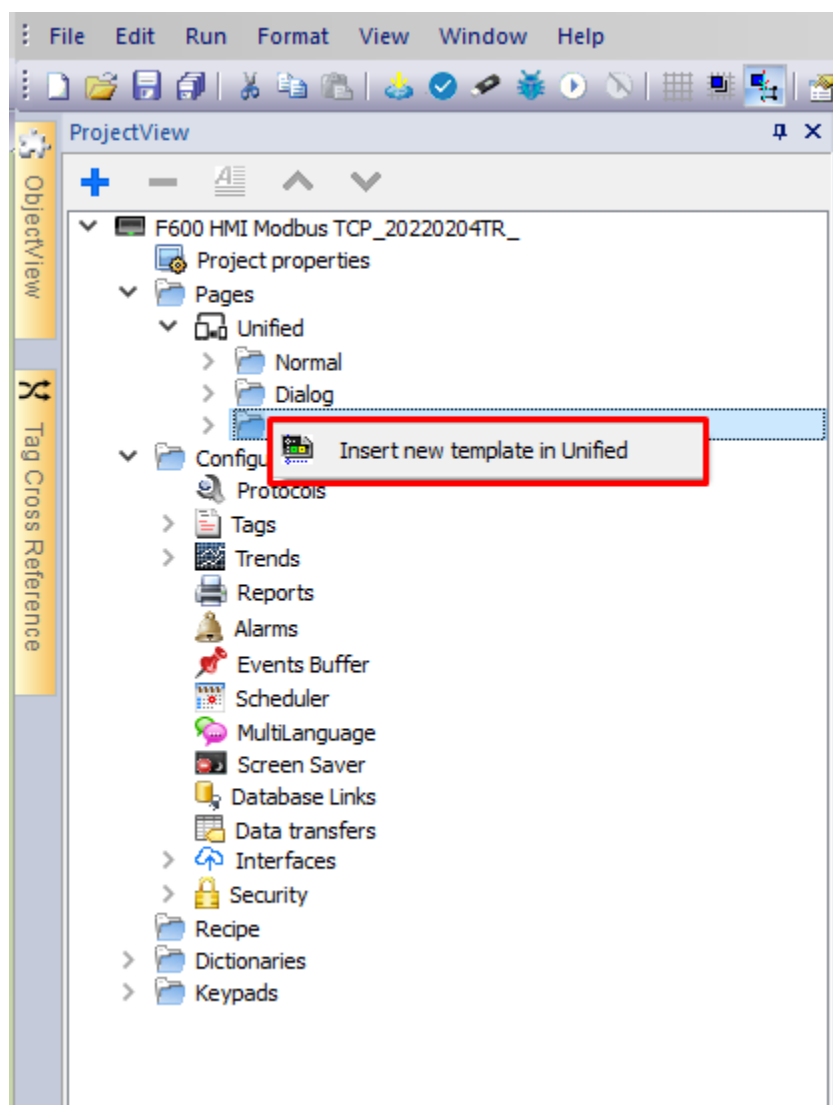 File Edit Run Format View Window Help
ProjectView
ObjectView
Tag Cross Reference
F600 HMI Modbus TCP_20220204TR_
Project properties
Pages
Unified
Normal
Dialog
Insert new template in Unified
Configu
Protocols
Tags
Trends
Reports
Alarms
Events Buffer
Scheduler
MultiLanguage
Screen Saver
Database Links
Data transfers
Interfaces
Security
Recipe
Dictionaries
Keypads